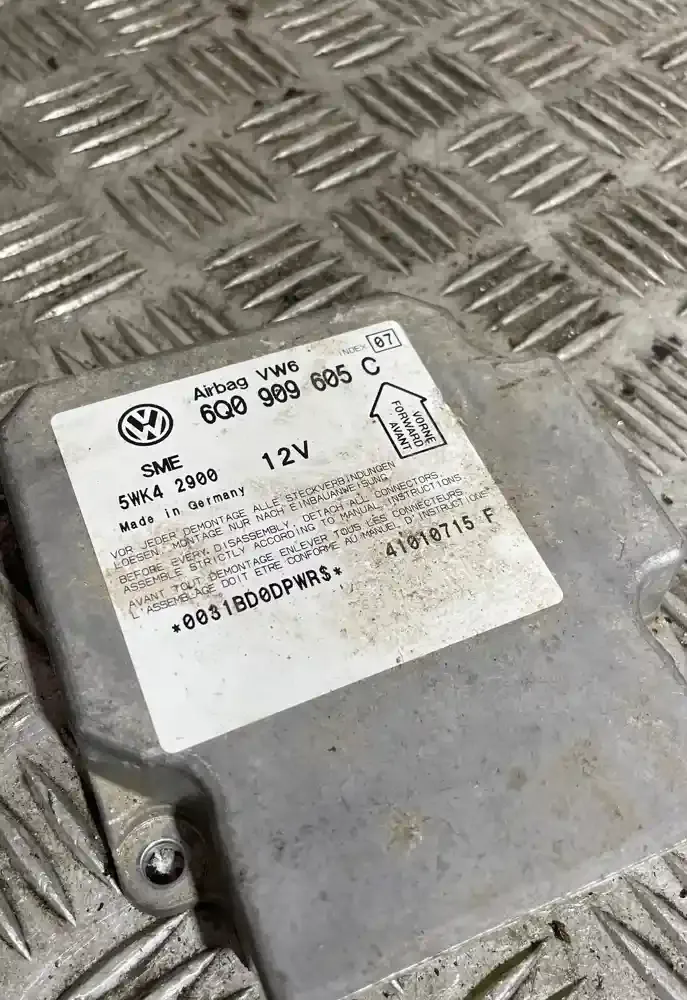 INDEX 07
Airbag VW6
6Q0 909 605 C
VORNE
FORWARD
AVANT
SME
5WK4 2900
12V
Made in Germany
VOR JEDER DEMONTAGE ALLE STECKVERBINDUNGEN
LOESEN. MONTAGE NUR NACH EINBAUANWEISUNG.
BEFORE EVERY DISASSEMBLY, DETACH ALL CONNECTORS.
ASSEMBLE STRICTLY ACCORDING TO MANUAL INSTRUCTIONS
AVANT TOUT DEMONTAGE ENLEVER TOUS LES CONNECTEURS
L'ASSEMBLAGE DOIT ETRE CONFORME AU MANUEL D'INSTRUCTIONS
*0031BD0DPWR$*
41010715 F